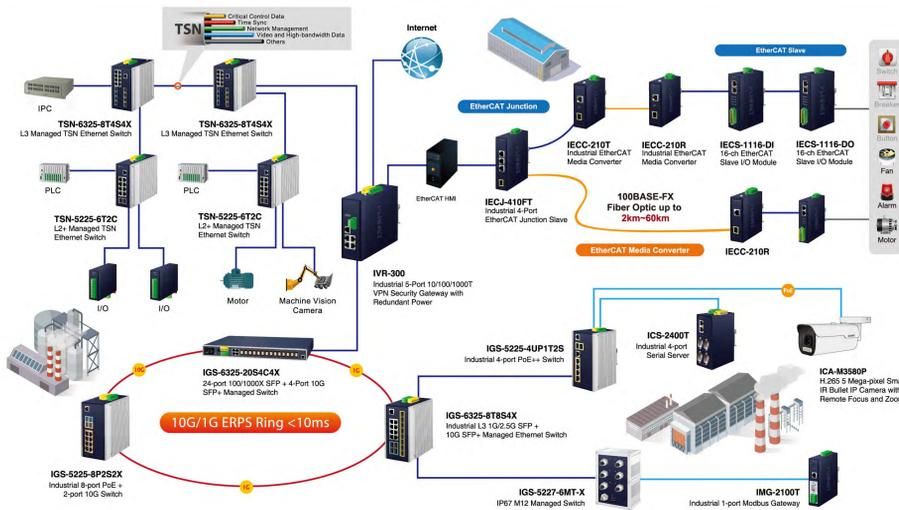 TSN
Critical Control Data
Time Sync
Network Management
Video and High-bandwidth Data
Others
Internet
IPC
TSN-6325-8T4S4X
L3 Managed TSN Ethernet Switch
TSN-6325-8T4S4X
L3 Managed TSN Ethernet Switch
PLC
PLC
TSN-5225-6T2C
L2+ Managed TSN
Ethernet Switch
TSN-5225-6T2C
L2+ Managed TSN
Ethernet Switch
I/O
I/O
Motor
Machine Vision
Camera
EtherCAT Junction
EtherCAT Slave
EtherCAT HMI
IECJ-410FT
Industrial 4-Port
EtherCAT Junction Slave
IECC-210T
Industrial EtherCAT
Media Converter
IECC-210R
Industrial EtherCAT
Media Converter
IECS-1116-DI
16-ch EtherCAT
Slave I/O Module
IECS-1116-DO
16-ch EtherCAT
Slave I/O Module
Switch
Breaker
Button
Fan
Alarm
Motor
100BASE-FX
Fiber Optic up to
2km~60km
EtherCAT Media Converter
IECC-210R
IVR-300
Industrial 5-Port 10/100/1000T
VPN Security Gateway with
Redundant Power
IGS-6325-20S4C4X
24-port 100/1000X SFP + 4-Port 10G
SFP+ Managed Switch
10G
1G
1G
10G/1G ERPS Ring <10ms
IGS-5225-8P2S2X
Industrial 8-port PoE +
2-port 10G Switch
IGS-6325-8T8S4X
Industrial L3 1G/2.5G SFP +
10G SFP+ Managed Ethernet Switch
IGS-5225-4UP1T2S
Industrial 4-port PoE++ Switch
ICS-2400T
Industrial 4-port
Serial Server
PoE
ICA-M3580P
H.265 5 Mega-pixel Sma
IR Bullet IP Camera with
Remote Focus and Zoo
IGS-5227-6MT-X
IP67 M12 Managed Switch
IMG-2100T
Industrial 1-port Modbus Gateway